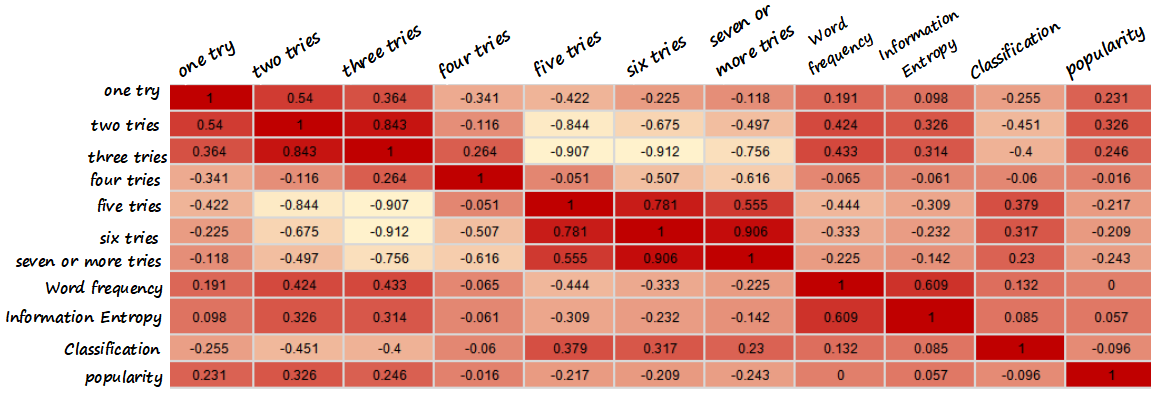 one try two tries three tries four tries five tries six tries seven or more tries Word frequency Information Entropy Classification popularity
one try 1 0.54 0.364 -0.341 -0.422 -0.225 -0.118 0.191 0.098 -0.255 0.231
two tries 0.54 1 0.843 -0.116 -0.844 -0.675 -0.497 0.424 0.326 -0.451 0.326
three tries 0.364 0.843 1 0.264 -0.907 -0.912 -0.756 0.433 0.314 -0.4 0.246
four tries -0.341 -0.116 0.264 1 -0.051 -0.507 -0.616 -0.065 -0.061 -0.06 -0.016
five tries -0.422 -0.844 -0.907 -0.051 1 0.781 0.555 -0.444 -0.309 0.379 -0.217
six tries -0.225 -0.675 -0.912 -0.507 0.781 1 0.906 -0.333 -0.232 0.317 -0.209
seven or more tries -0.118 -0.497 -0.756 -0.616 0.555 0.906 1 -0.225 -0.142 0.23 -0.243
Word frequency 0.191 0.424 0.433 -0.065 -0.444 -0.333 -0.225 1 0.609 0.132 0
Information Entropy 0.098 0.326 0.314 -0.061 -0.309 -0.232 -0.142 0.609 1 0.085 0.057
Classification -0.255 -0.451 -0.4 -0.06 0.379 0.317 0.23 0.132 0.085 1 -0.096
popularity 0.231 0.326 0.246 -0.016 -0.217 -0.209 -0.243 0 0.057 -0.096 1